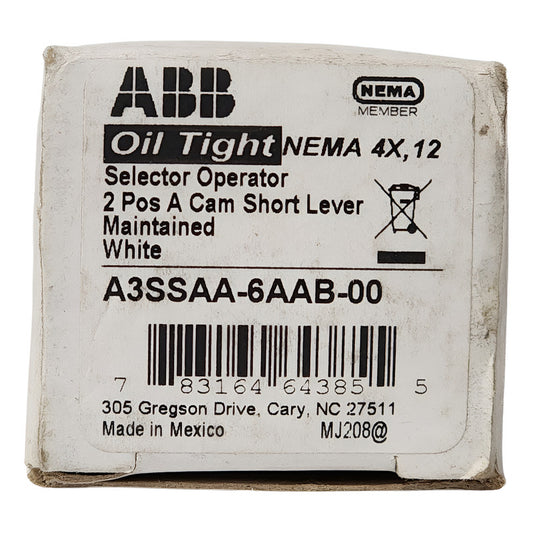 ABB
NEMA
MEMBER
Oil Tight NEMA 4X,12
Selector Operator
2 Pos A Cam Short Lever
Maintained
White
A3SSAA-6AAB-00
7 83164 64385 5
305 Gregson Drive, Cary, NC 27511
Made in Mexico MJ208@